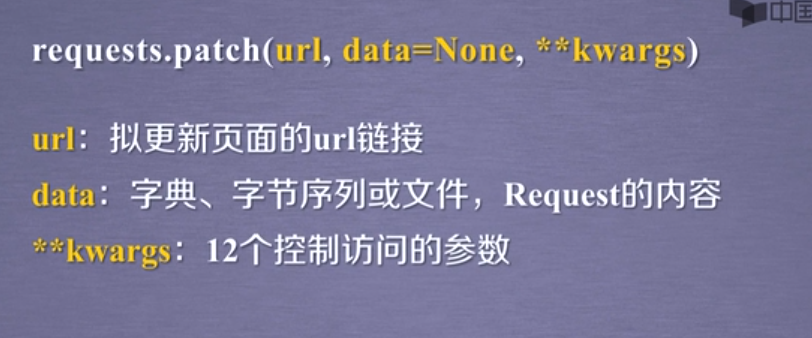 中国
requests.patch(url, data=None, **kwargs)
url：拟更新页面的url链接
data：字典、字节序列或文件，Request的内容
**kwargs：12个控制访问的参数